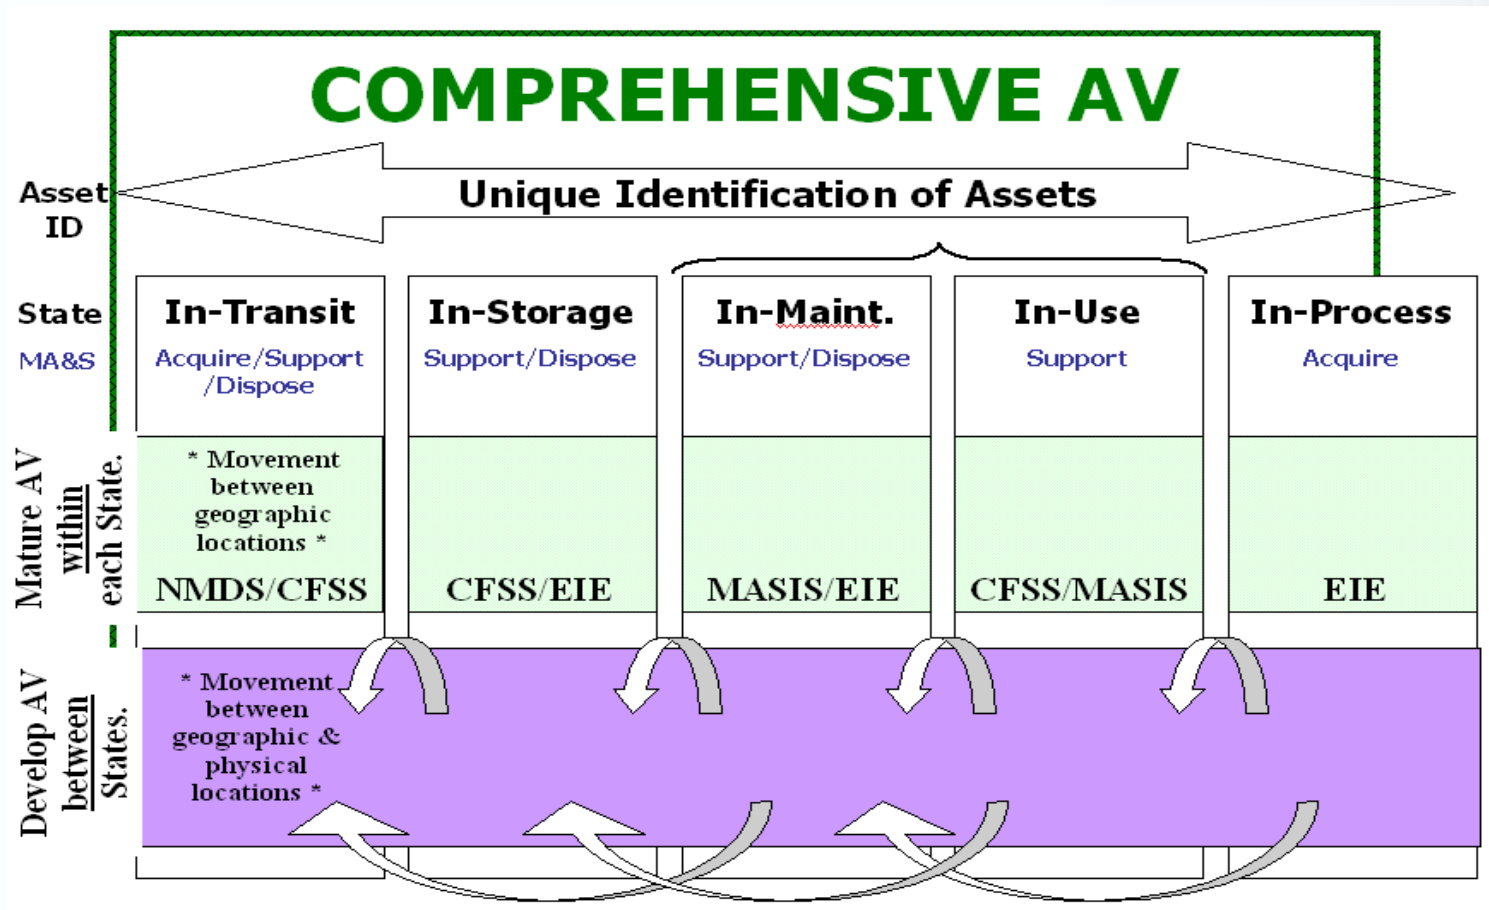 COMPREHENSIVE AV
Asset
ID
Unique Identification of Assets
State
MA&S
In-Transit
Acquire/Support
/Dispose
In-Storage
Support/Dispose
In-Maint.
Support/Dispose
In-Use
Support
In-Process
Acquire
Mature AV
within
each State.
* Movement
between
geographic
locations *
NMDS/CFSS
CFSS/EIE
MASIS/EIE
CFSS/MASIS
EIE
Develop AV
between
States.
* Movement
between
geographic &
physical
locations *